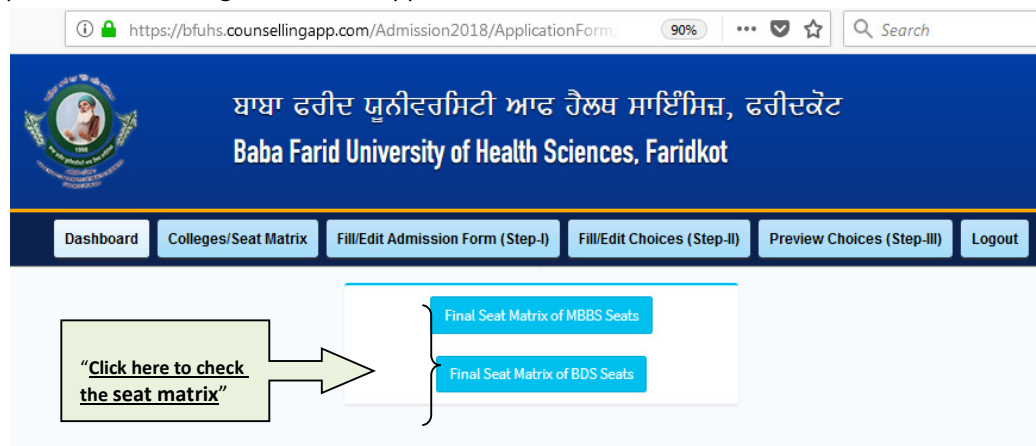 https://bfuhs.counsellingapp.com/Admission2018/ApplicationForm/
90%
Search
ਬਾਬਾ ਫਰੀਦ ਯੂਨੀਵਰਸਿਟੀ ਆਫ ਹੈਲਥ ਸਾਇੰਸਿਜ਼, ਫਰੀਦਕੋਟ
Baba Farid University of Health Sciences, Faridkot
Dashboard
Colleges/Seat Matrix
Fill/Edit Admission Form (Step-I)
Fill/Edit Choices (Step-II)
Preview Choices (Step-III)
Logout
Final Seat Matrix of MBBS Seats
Final Seat Matrix of BDS Seats
“Click here to check
the seat matrix”